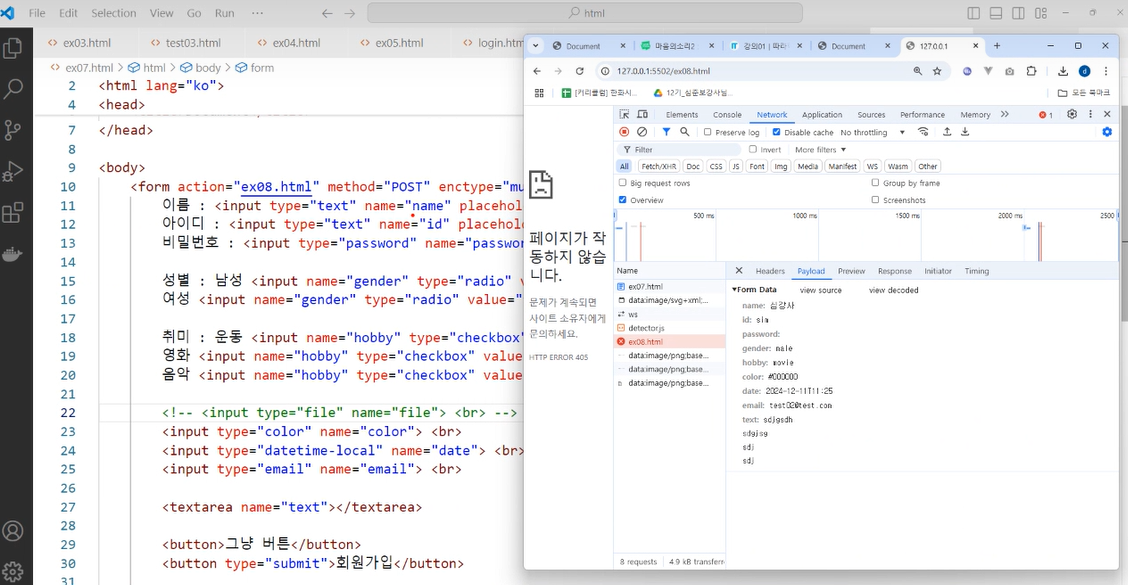 File Edit Selection View Go Run ···
html
ex03.html test03.html ex04.html ex05.html login.htm
ex07.html > html > body > form
2 <html lang="ko">
4 <head>
7 </head>
8
9 <body>
10 <form action="ex08.html" method="POST" enctype="mu
11 이름 : <input type="text" name="name" placehol
12 아이디 : <input type="text" name="id" placehold
13 비밀번호 : <input type="password" name="passwor
14
15 성별 : 남성 <input name="gender" type="radio" v
16 여성 <input name="gender" type="radio" value="
17
18 취미 : 운동 <input name="hobby" type="checkbox"
19 영화 <input name="hobby" type="checkbox" value
20 음악 <input name="hobby" type="checkbox" value
21
22 <!-- <input type="file" name="file"> <br> -->
23 <input type="color" name="color"> <br>
24 <input type="datetime-local" name="date"> <br>
25 <input type="email" name="email"> <br>
26
27 <textarea name="text"></textarea>
28
29 <button>그냥 버튼</button>
30 <button type="submit">회원가입</button>
31
Document 마음의소리2 강의01 | 따라 Document 127.0.0.1
127.0.0.1:5502/ex08.html
[커리큘럼] 한화시... 12기_심준보강사님... 모든 북마크
페이지가 작
동하지 않습
니다.
문제가 계속되면
사이트 소유자에게
문의하세요.
HTTP ERROR 405
Elements Console Network Application Sources Performance Memory 1
Preserve log Disable cache No throttling
Filter Invert More filters
All Fetch/XHR Doc CSS JS Font Img Media Manifest WS Wasm Other
Big request rows Group by frame
Overview Screenshots
500 ms 1000 ms 1500 ms 2000 ms 2500
Name
ex07.html
data:image/svg+xml;...
ws
detector.js
ex08.html
data:image/png;base...
data:image/png;base...
data:image/png;base...
8 requests 4.9 kB transferre
Headers Payload Preview Response Initiator Timing
Form Data view source view decoded
name: 심강사
id: sim
password:
gender: male
hobby: movie
color: #000000
date: 2024-12-11T11:25
email: test02@test.com
text: sdjgsdh
sdgjsg
sdj
sdj